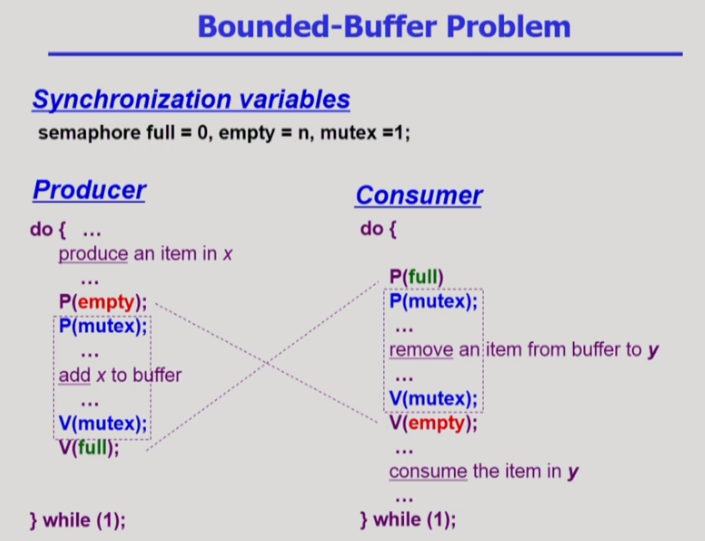 Bounded-Buffer Problem
Synchronization variables
semaphore full = 0, empty = n, mutex =1;
Producer
do { ...
produce an item in x
...
P(empty);
P(mutex);
...
add x to buffer
...
V(mutex);
V(full);
} while (1);
Consumer
do {
P(full)
P(mutex);
...
remove an item from buffer to y
...
V(mutex);
V(empty);
...
consume the item in y
...
} while (1);